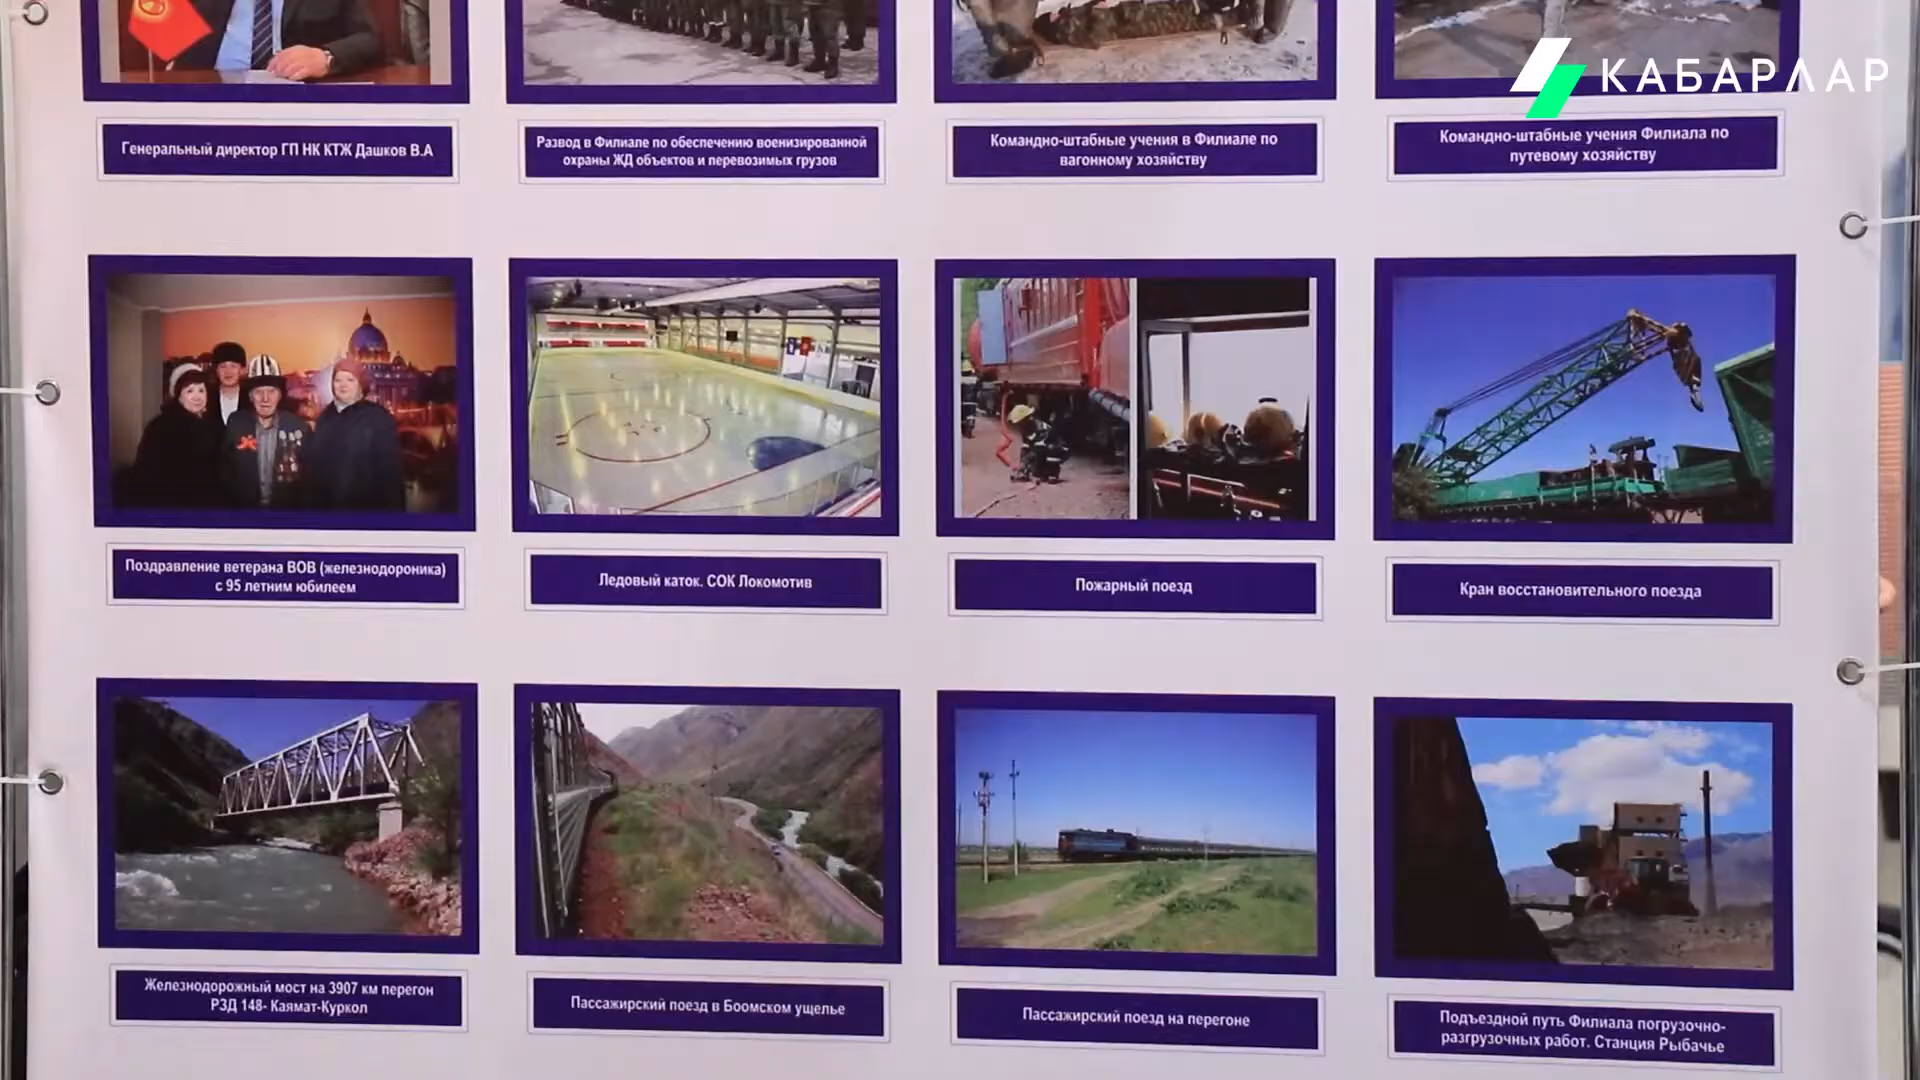 КАБАРЛАР
Генеральный директор ГП НК КТЖ Дашков В.А
Развод в Филиале по обеспечению военизированной
охраны ЖД объектов и перевозимых грузов
Командно-штабные учения в Филиале по
вагонному хозяйству
Командно-штабные учения Филиала по
путевому хозяйству
Поздравление ветерана ВОВ (железнодороника)
с 95 летним юбилеем
Ледовый каток. СОК Локомотив
Пожарный поезд
Кран восстановительного поезда
Железнодорожный мост на 3907 км перегон
РЗД 148- Каямат-Куркол
Пассажирский поезд в Боомском ущелье
Пассажирский поезд на перегоне
Подъездной путь Филиала погрузочно-
разгрузочных работ. Станция Рыбачье